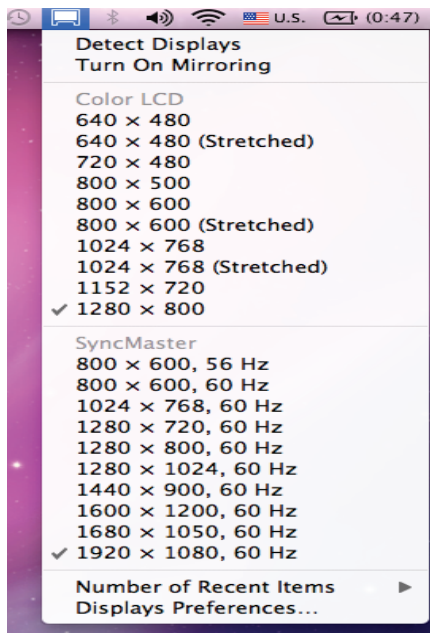 U.S. (0:47)
Detect Displays
Turn On Mirroring
Color LCD
640 × 480
640 × 480 (Stretched)
720 × 480
800 × 500
800 × 600
800 × 600 (Stretched)
1024 × 768
1024 × 768 (Stretched)
1152 × 720
✓ 1280 × 800
SyncMaster
800 × 600, 56 Hz
800 × 600, 60 Hz
1024 × 768, 60 Hz
1280 × 720, 60 Hz
1280 × 800, 60 Hz
1280 × 1024, 60 Hz
1440 × 900, 60 Hz
1600 × 1200, 60 Hz
1680 × 1050, 60 Hz
✓ 1920 × 1080, 60 Hz
Number of Recent Items ▶
Displays Preferences...